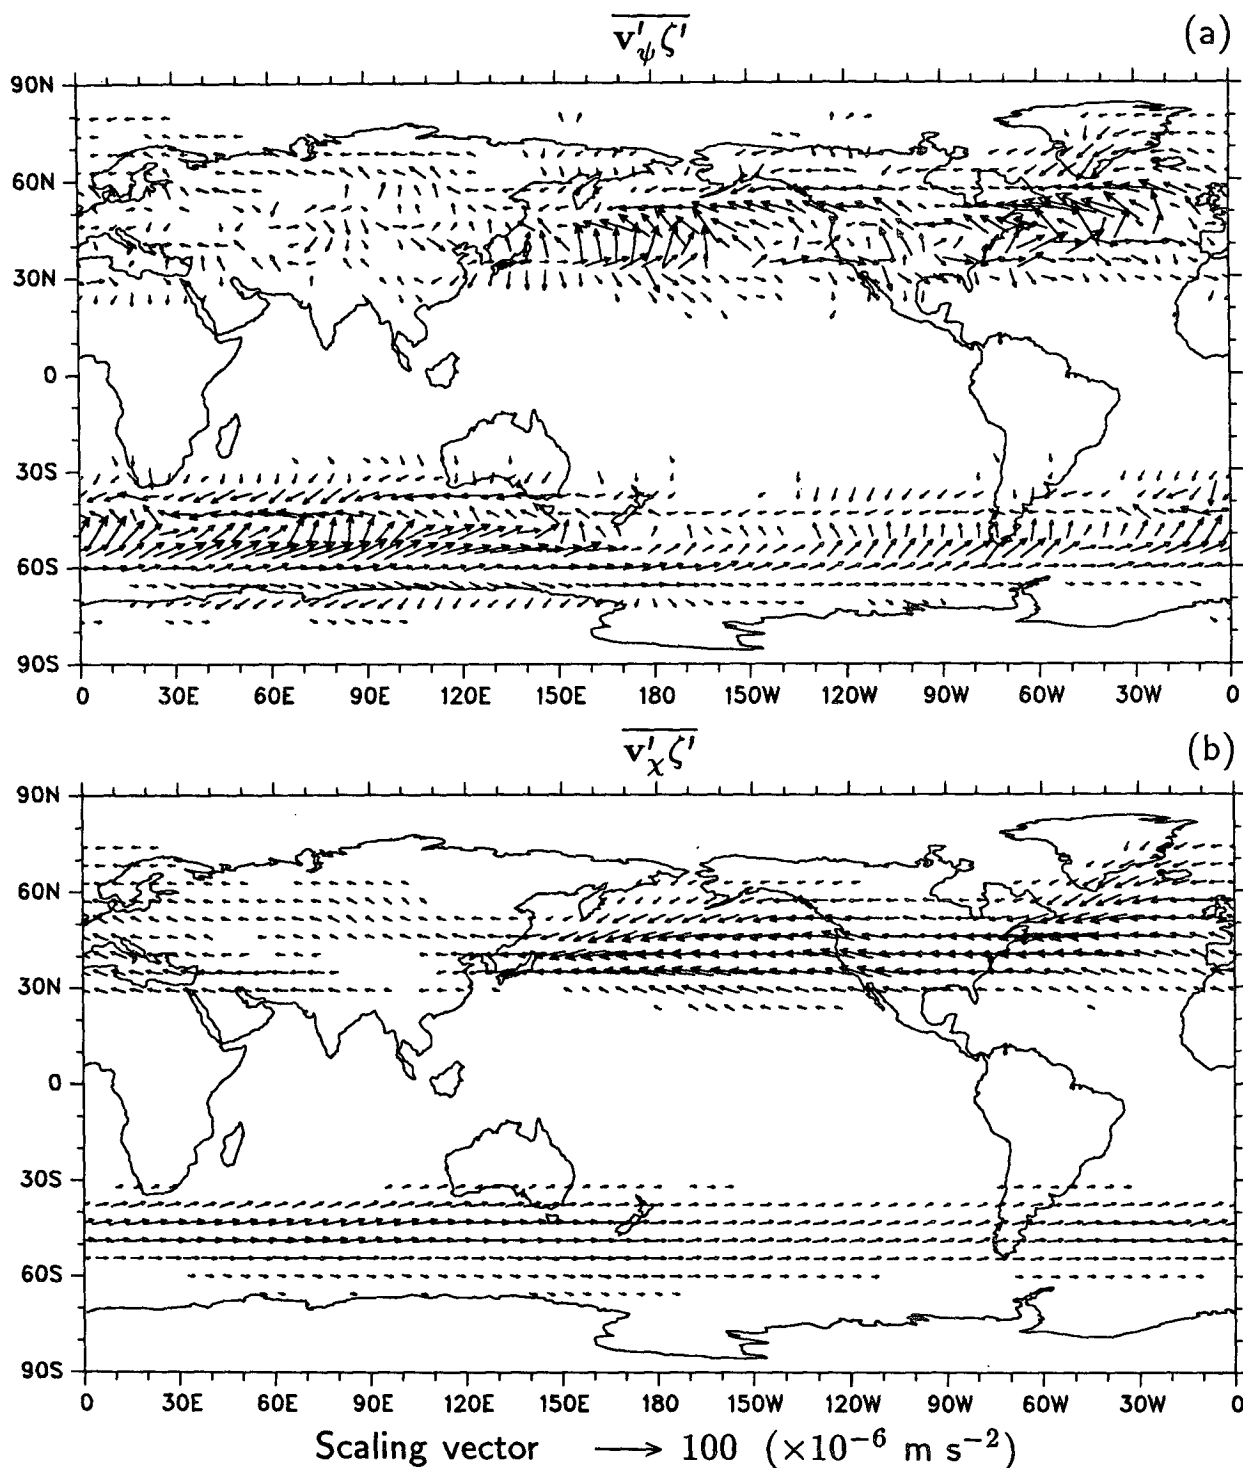 v′ψζ′ (a)
90N
60N
30N
0
30S
60S
90S
0 30E 60E 90E 120E 150E 180 150W 120W 90W 60W 30W 0
v′χζ′ (b)
90N
60N
30N
0
30S
60S
90S
0 30E 60E 90E 120E 150E 180 150W 120W 90W 60W 30W 0
Scaling vector → 100 (×10⁻⁶ m s⁻²)